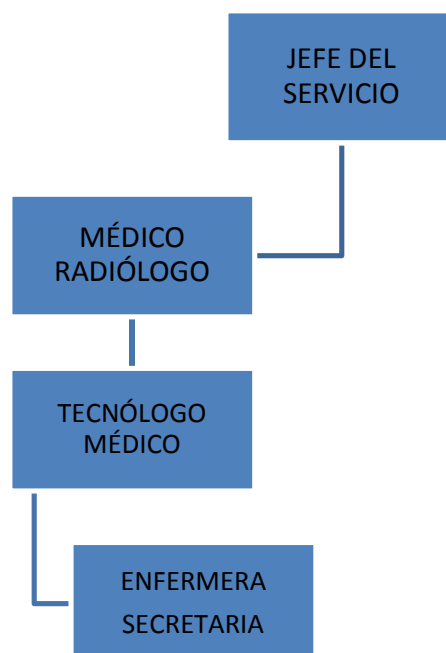 JEFE DEL
SERVICIO
MÉDICO
RADIÓLOGO
TECNÓLOGO
MÉDICO
ENFERMERA
SECRETARIA